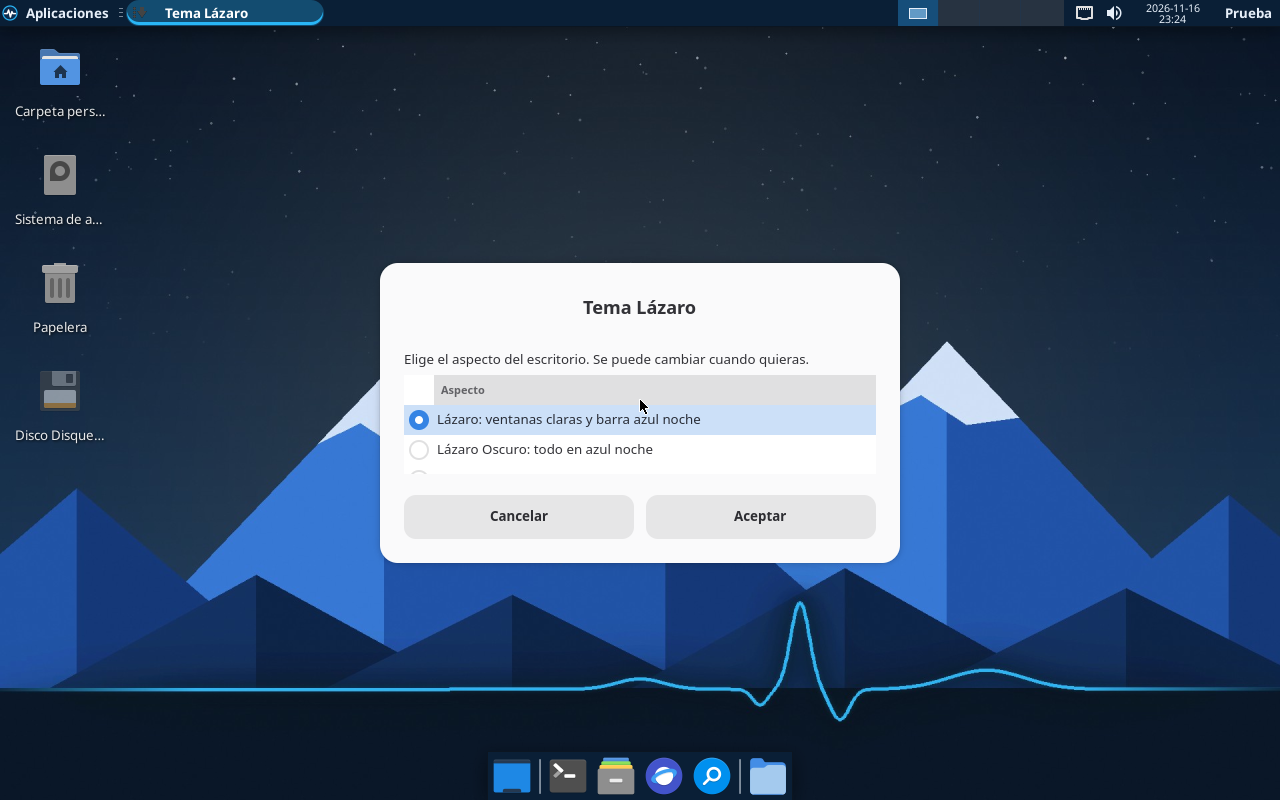 Aplicaciones
Tema Lázaro
2026-11-16
23:24
Prueba
Carpeta pers...
Sistema de a...
Papelera
Disco Disque...
Tema Lázaro
Elige el aspecto del escritorio. Se puede cambiar cuando quieras.
Aspecto
Lázaro: ventanas claras y barra azul noche
Lázaro Oscuro: todo en azul noche
Cancelar
Aceptar